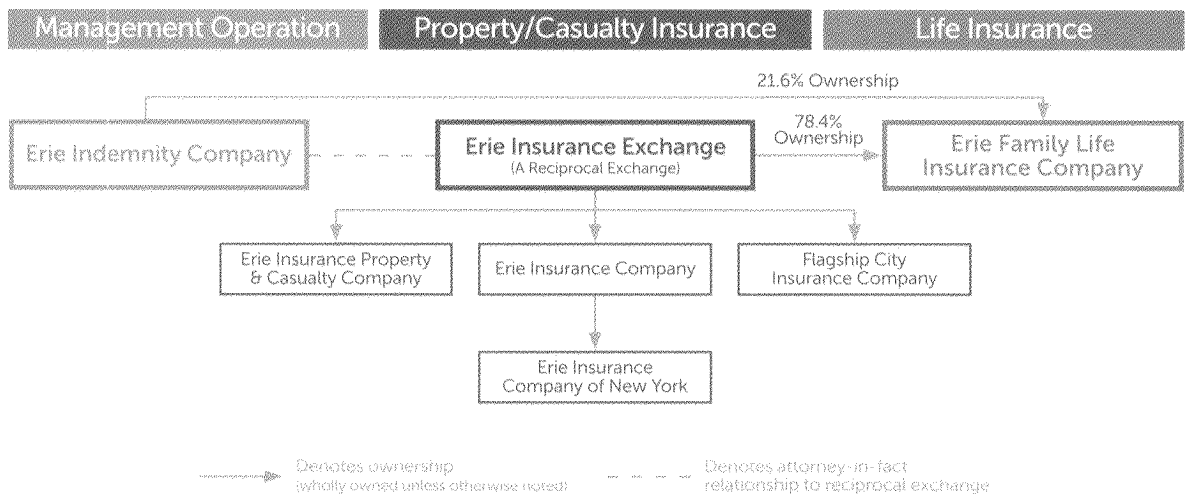 Management Operation
Property/Casualty Insurance
Life Insurance
21.6% Ownership
78.4%
Ownership
Erie Indemnity Company
Erie Insurance Exchange
(A Reciprocal Exchange)
Erie Family Life
Insurance Company
Erie Insurance Property
& Casualty Company
Erie Insurance Company
Flagship City
Insurance Company
Erie Insurance
Company of New York
Denotes ownership
(wholly owned unless otherwise noted)
Denotes attorney-in-fact
relationship to reciprocal exchange